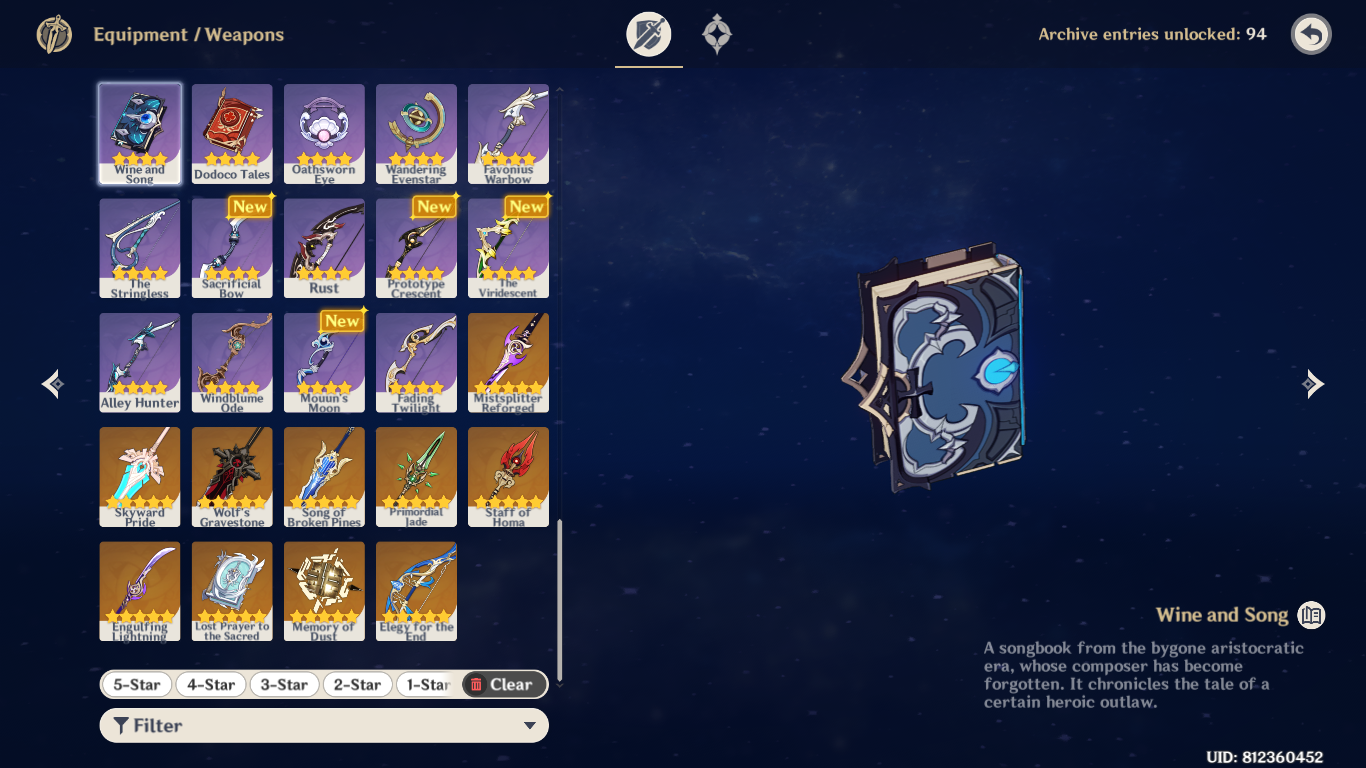 Equipment / Weapons
Archive entries unlocked: 94
Wine and
Song
Dodoco Tales
Oathsworn
Eye
Wandering
Evenstar
Favonius
Warbow
New
New
New
The
Stringless
Sacrificial
Bow
Rust
Prototype
Crescent
The
Viridescent
New
Alley Hunter
Windblume
Ode
Mouun's
Moon
Fading
Twilight
Mistsplitter
Reforged
Skyward
Pride
Wolf's
Gravestone
Song of
Broken Pines
Primordial
Jade
Staff of
Homa
Engulfing
Lightning
Lost Prayer to
the Sacred
Memory of
Dust
Elegy for the
End
5-Star
4-Star
3-Star
2-Star
1-Star
Clear
Filter
Wine and Song
A songbook from the bygone aristocratic
era, whose composer has become
forgotten. It chronicles the tale of a
certain heroic outlaw.
UID: 812360452